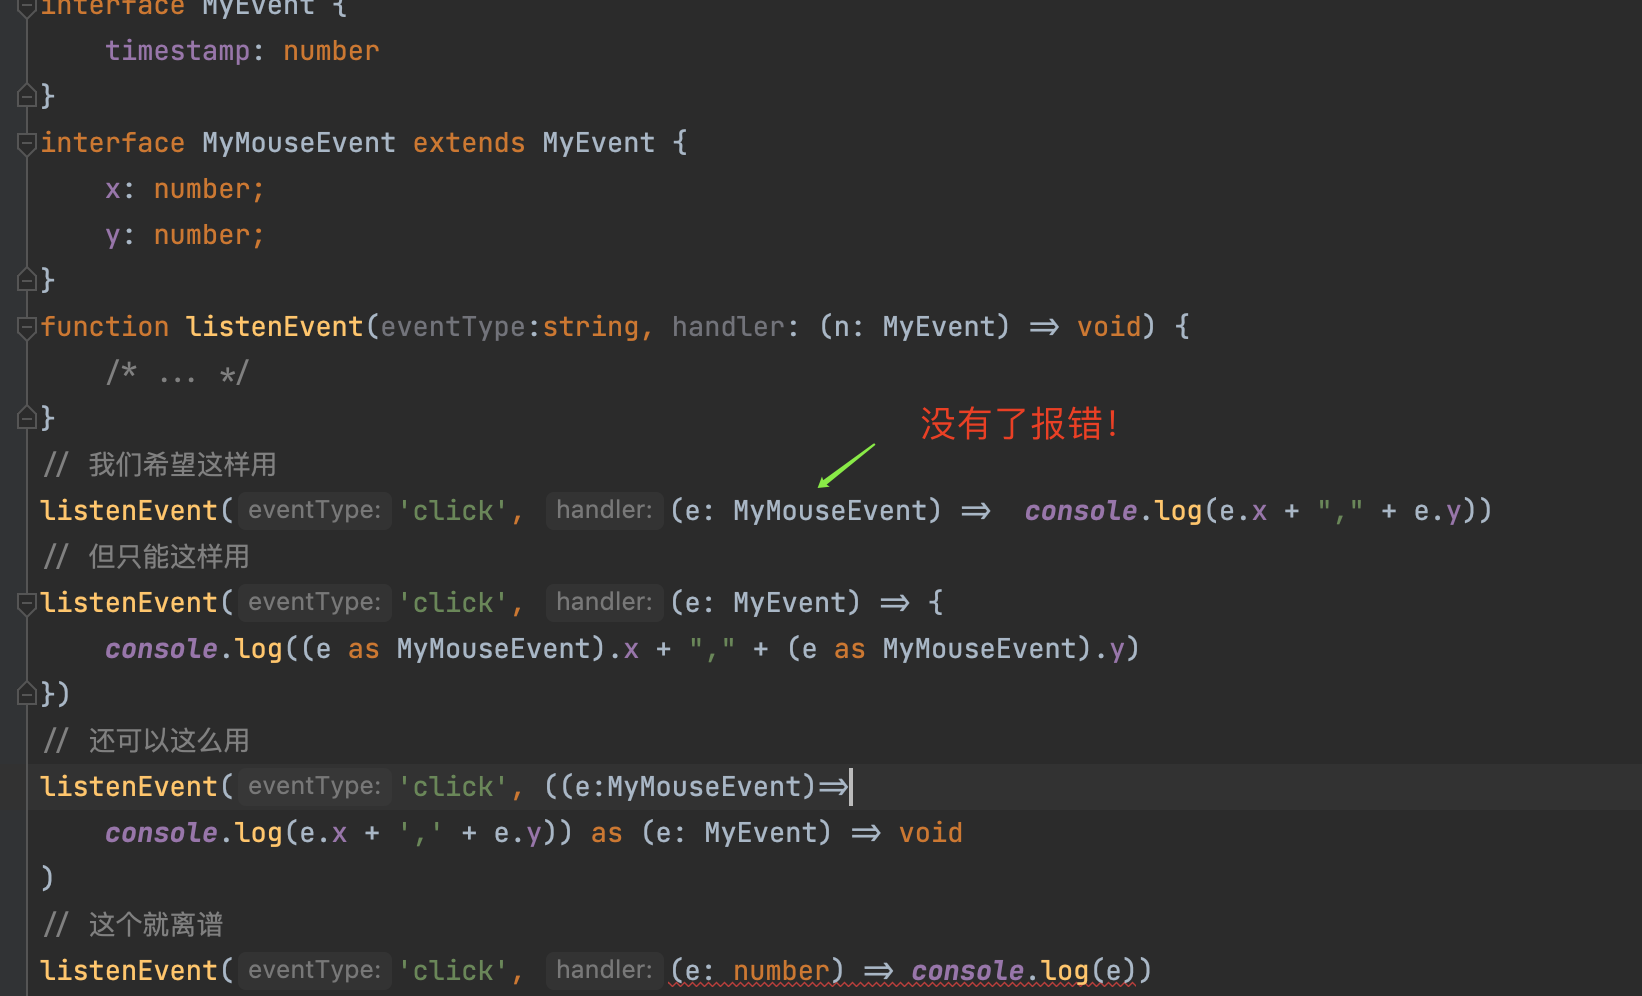 interface MyEvent {
    timestamp: number
}
interface MyMouseEvent extends MyEvent {
    x: number;
    y: number;
}
function listenEvent(eventType:string, handler: (n: MyEvent) => void) {
    /* ... */
}
没有了报错!
// 我们希望这样用
listenEvent( eventType: 'click', handler: (e: MyMouseEvent) => console.log(e.x + "," + e.y))
// 但只能这样用
listenEvent( eventType: 'click', handler: (e: MyEvent) => {
    console.log((e as MyMouseEvent).x + "," + (e as MyMouseEvent).y)
})
// 还可以这么用
listenEvent( eventType: 'click', ((e:MyMouseEvent)=>
    console.log(e.x + ',' + e.y)) as (e: MyEvent) => void
)
// 这个就离谱
listenEvent( eventType: 'click', handler: (e: number) => console.log(e))